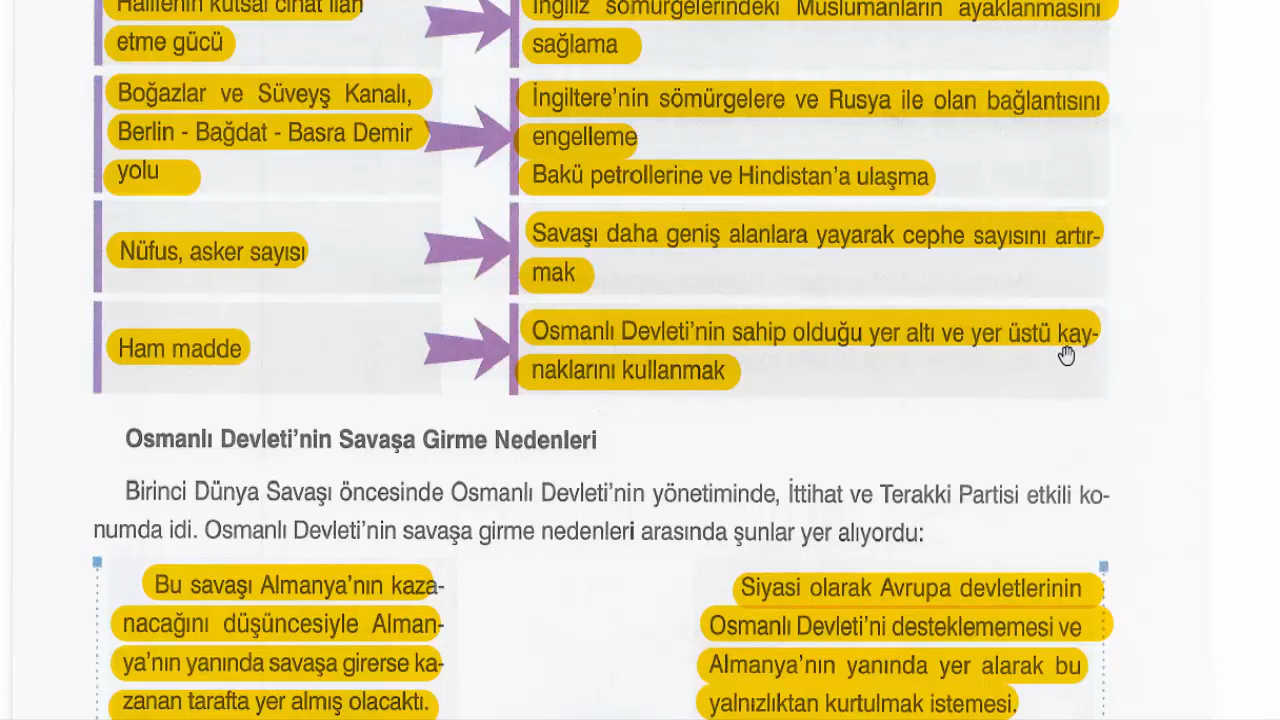 Halifenin kutsal cihat ilan
etme gücü
İngiliz sömürgelerindeki Müslümanların ayaklanmasını
sağlama
Boğazlar ve Süveyş Kanalı,
Berlin - Bağdat - Basra Demir
yolu
İngiltere’nin sömürgelere ve Rusya ile olan bağlantısını
engelleme
Bakü petrollerine ve Hindistan’a ulaşma
Nüfus, asker sayısı
Savaşı daha geniş alanlara yayarak cephe sayısını artır-
mak
Ham madde
Osmanlı Devleti’nin sahip olduğu yer altı ve yer üstü kay-
naklarını kullanmak
Osmanlı Devleti’nin Savaşa Girme Nedenleri
Birinci Dünya Savaşı öncesinde Osmanlı Devleti’nin yönetiminde, İttihat ve Terakki Partisi etkili ko-
numda idi. Osmanlı Devleti’nin savaşa girme nedenleri arasında şunlar yer alıyordu:
Bu savaşı Almanya’nın kaza-
nacağını düşüncesiyle Alman-
ya’nın yanında savaşa girerse ka-
zanan tarafta yer almış olacaktı.
Siyasi olarak Avrupa devletlerinin
Osmanlı Devleti’ni desteklememesi ve
Almanya’nın yanında yer alarak bu
yalnızlıktan kurtulmak istemesi.